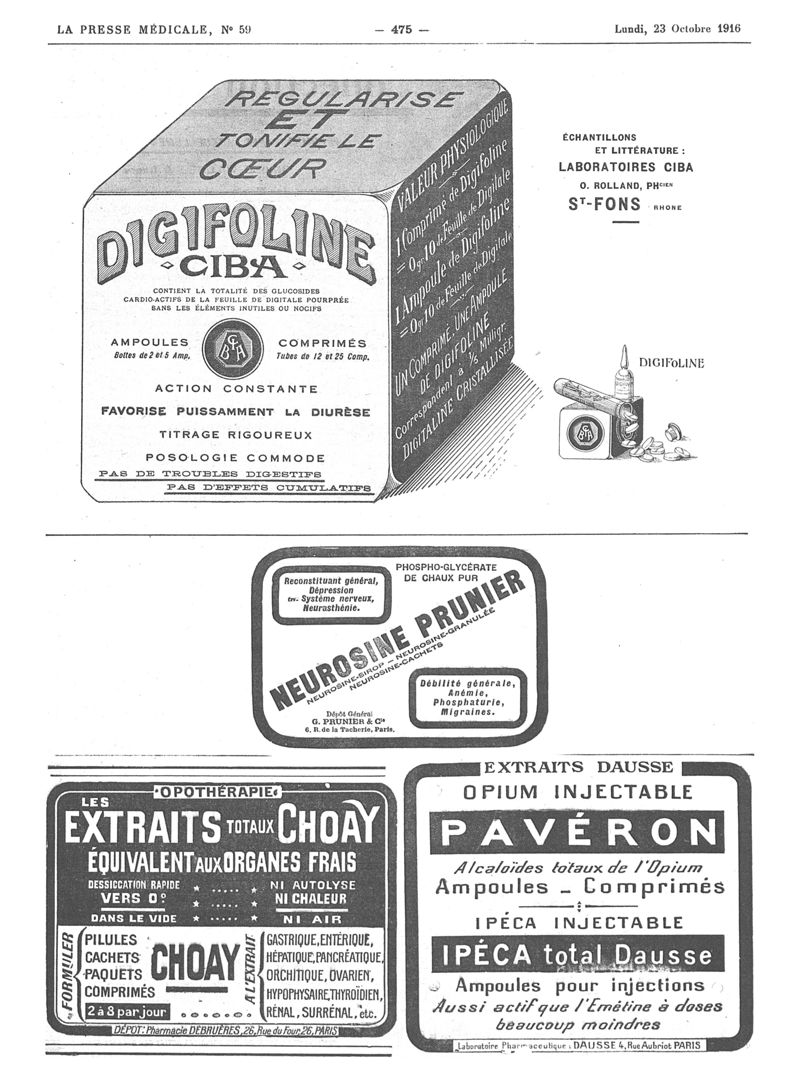 LA PRESSE MÉDICALE, N° 59
— 475 —
Lundi, 23 Octobre 1916
REGULARISE
ET
TONIFIE LE
CŒUR
DIGIFOLINE
CIBA
CONTIENT LA TOTALITÉ DES GLUCOSIDES
CARDIO-ACTIFS DE LA FEUILLE DE DIGITALE POURPRÉE
SANS LES ÉLÉMENTS INUTILES OU NOCIFS
AMPOULES
Boîtes de 2 et 5 Amp.
CIBA
COMPRIMÉS
Tubes de 12 et 25 Comp.
ACTION CONSTANTE
FAVORISE PUISSAMMENT LA DIURÈSE
TITRAGE RIGOUREUX
POSOLOGIE COMMODE
PAS DE TROUBLES DIGESTIFS
PAS D'EFFETS CUMULATIFS
VALEUR PHYSIOLOGIQUE
1 Comprimé de Digifoline
= 0gr10 de Feuille de Digitale
1 Ampoule de Digifoline
= 0gr10 de Feuille de Digitale
UN COMPRIMÉ, UNE AMPOULE
DE DIGIFOLINE
Correspondent à Milligr.
DIGITALINE CRISTALLISÉE
ÉCHANTILLONS
ET LITTÉRATURE :
LABORATOIRES CIBA
O. ROLLAND, PHCIEN
ST-FONS RHONE
DIGIFOLINE
CIBA
PHOSPHO-GLYCÉRATE
DE CHAUX PUR
Reconstituant général,
Dépression
du Système nerveux,
Neurasthénie.
NEUROSINE PRUNIER
NEUROSINE-SIROP — NEUROSINE-GRANULÉE
NEUROSINE-CACHETS
Débilité générale,
Anémie,
Phosphaturie,
Migraines.
Dépôt Général
G. PRUNIER & Cie
6, R. de la Tacherie, Paris.
OPOTHÉRAPIE
LES
EXTRAITS TOTAUX CHOAY
ÉQUIVALENT AUX ORGANES FRAIS
DESSICCATION RAPIDE ★ ..... ★ NI AUTOLYSE
VERS 0° ★ ..... ★ NI CHALEUR
DANS LE VIDE ★ ..... ★ NI AIR
FORMULER
PILULES
CACHETS
PAQUETS
COMPRIMÉS
2 à 8 par jour
CHOAY
A L'EXTRAIT
GASTRIQUE, ENTÉRIQUE,
HÉPATIQUE, PANCRÉATIQUE,
ORCHITIQUE, OVARIEN,
HYPOPHYSAIRE, THYROÏDIEN,
RÉNAL, SURRÉNAL, etc.
DÉPÔT: Pharmacie DEBRUÈRES, 26, Rue du Four, 26, PARIS
EXTRAITS DAUSSE
OPIUM INJECTABLE
PAVÉRON
Alcaloïdes totaux de l'Opium
Ampoules – Comprimés
IPÉCA INJECTABLE
IPÉCA total Dausse
Ampoules pour injections
Aussi actif que l'Émétine à doses
beaucoup moindres
Laboratoire Pharmaceutique : DAUSSE 4, Rue Aubriot PARIS